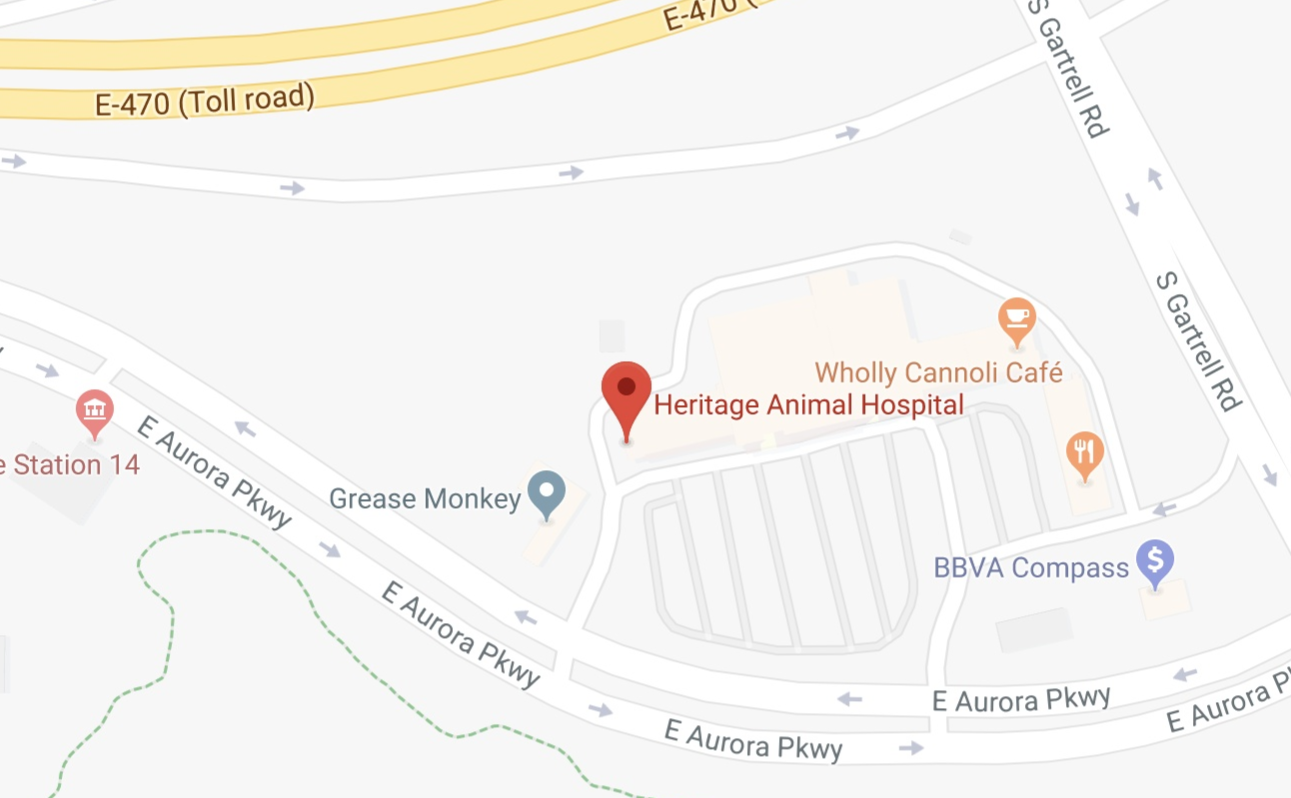 E-470 (
S Gartrell Rd
E-470 (Toll road)
S Gartrell Rd
Wholly Cannoli Café
Heritage Animal Hospital
e Station 14
E Aurora Pkwy
Grease Monkey
BBVA Compass
$
E Aurora Pkwy
E Aurora Pkwy
E Aurora P
E Aurora Pkwy